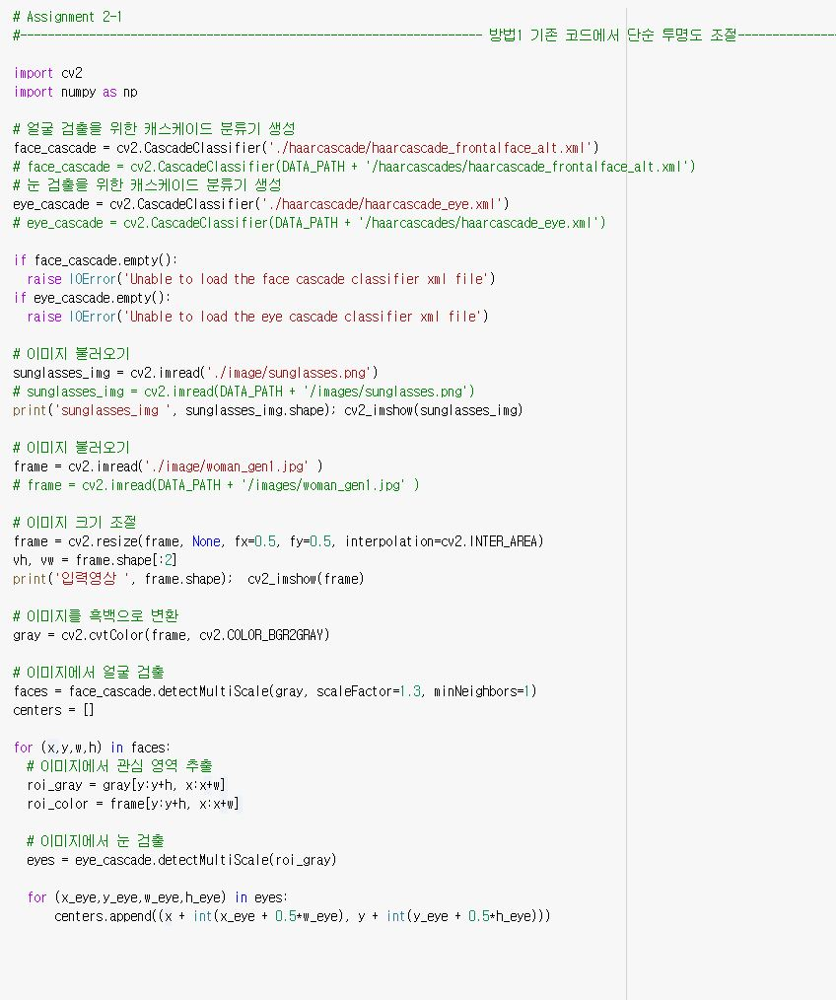 # Assignment 2-1
#------------------------------------------------------------------- 방법1 기존 코드에서 단순 투명도 조절--------------
import cv2
import numpy as np
# 얼굴 검출을 위한 캐스케이드 분류기 생성
face_cascade = cv2.CascadeClassifier('./haarcascade/haarcascade_frontalface_alt.xml')
# face_cascade = cv2.CascadeClassifier(DATA_PATH + '/haarcascades/haarcascade_frontalface_alt.xml')
# 눈 검출을 위한 캐스케이드 분류기 생성
eye_cascade = cv2.CascadeClassifier('./haarcascade/haarcascade_eye.xml')
# eye_cascade = cv2.CascadeClassifier(DATA_PATH + '/haarcascades/haarcascade_eye.xml')
if face_cascade.empty():
  raise IOError('Unable to load the face cascade classifier xml file')
if eye_cascade.empty():
  raise IOError('Unable to load the eye cascade classifier xml file')
# 이미지 불러오기
sunglasses_img = cv2.imread('./image/sunglasses.png')
# sunglasses_img = cv2.imread(DATA_PATH + '/images/sunglasses.png')
print('sunglasses_img ', sunglasses_img.shape); cv2_imshow(sunglasses_img)
# 이미지 불러오기
frame = cv2.imread('./image/woman_gen1.jpg' )
# frame = cv2.imread(DATA_PATH + '/images/woman_gen1.jpg' )
# 이미지 크기 조절
frame = cv2.resize(frame, None, fx=0.5, fy=0.5, interpolation=cv2.INTER_AREA)
vh, vw = frame.shape[:2]
print('입력영상 ', frame.shape);  cv2_imshow(frame)
# 이미지를 흑백으로 변환
gray = cv2.cvtColor(frame, cv2.COLOR_BGR2GRAY)
# 이미지에서 얼굴 검출
faces = face_cascade.detectMultiScale(gray, scaleFactor=1.3, minNeighbors=1)
centers = []
for (x,y,w,h) in faces:
  # 이미지에서 관심 영역 추출
  roi_gray = gray[y:y+h, x:x+w]
  roi_color = frame[y:y+h, x:x+w]
  # 이미지에서 눈 검출
  eyes = eye_cascade.detectMultiScale(roi_gray)
  for (x_eye,y_eye,w_eye,h_eye) in eyes:
      centers.append((x + int(x_eye + 0.5*w_eye), y + int(y_eye + 0.5*h_eye)))